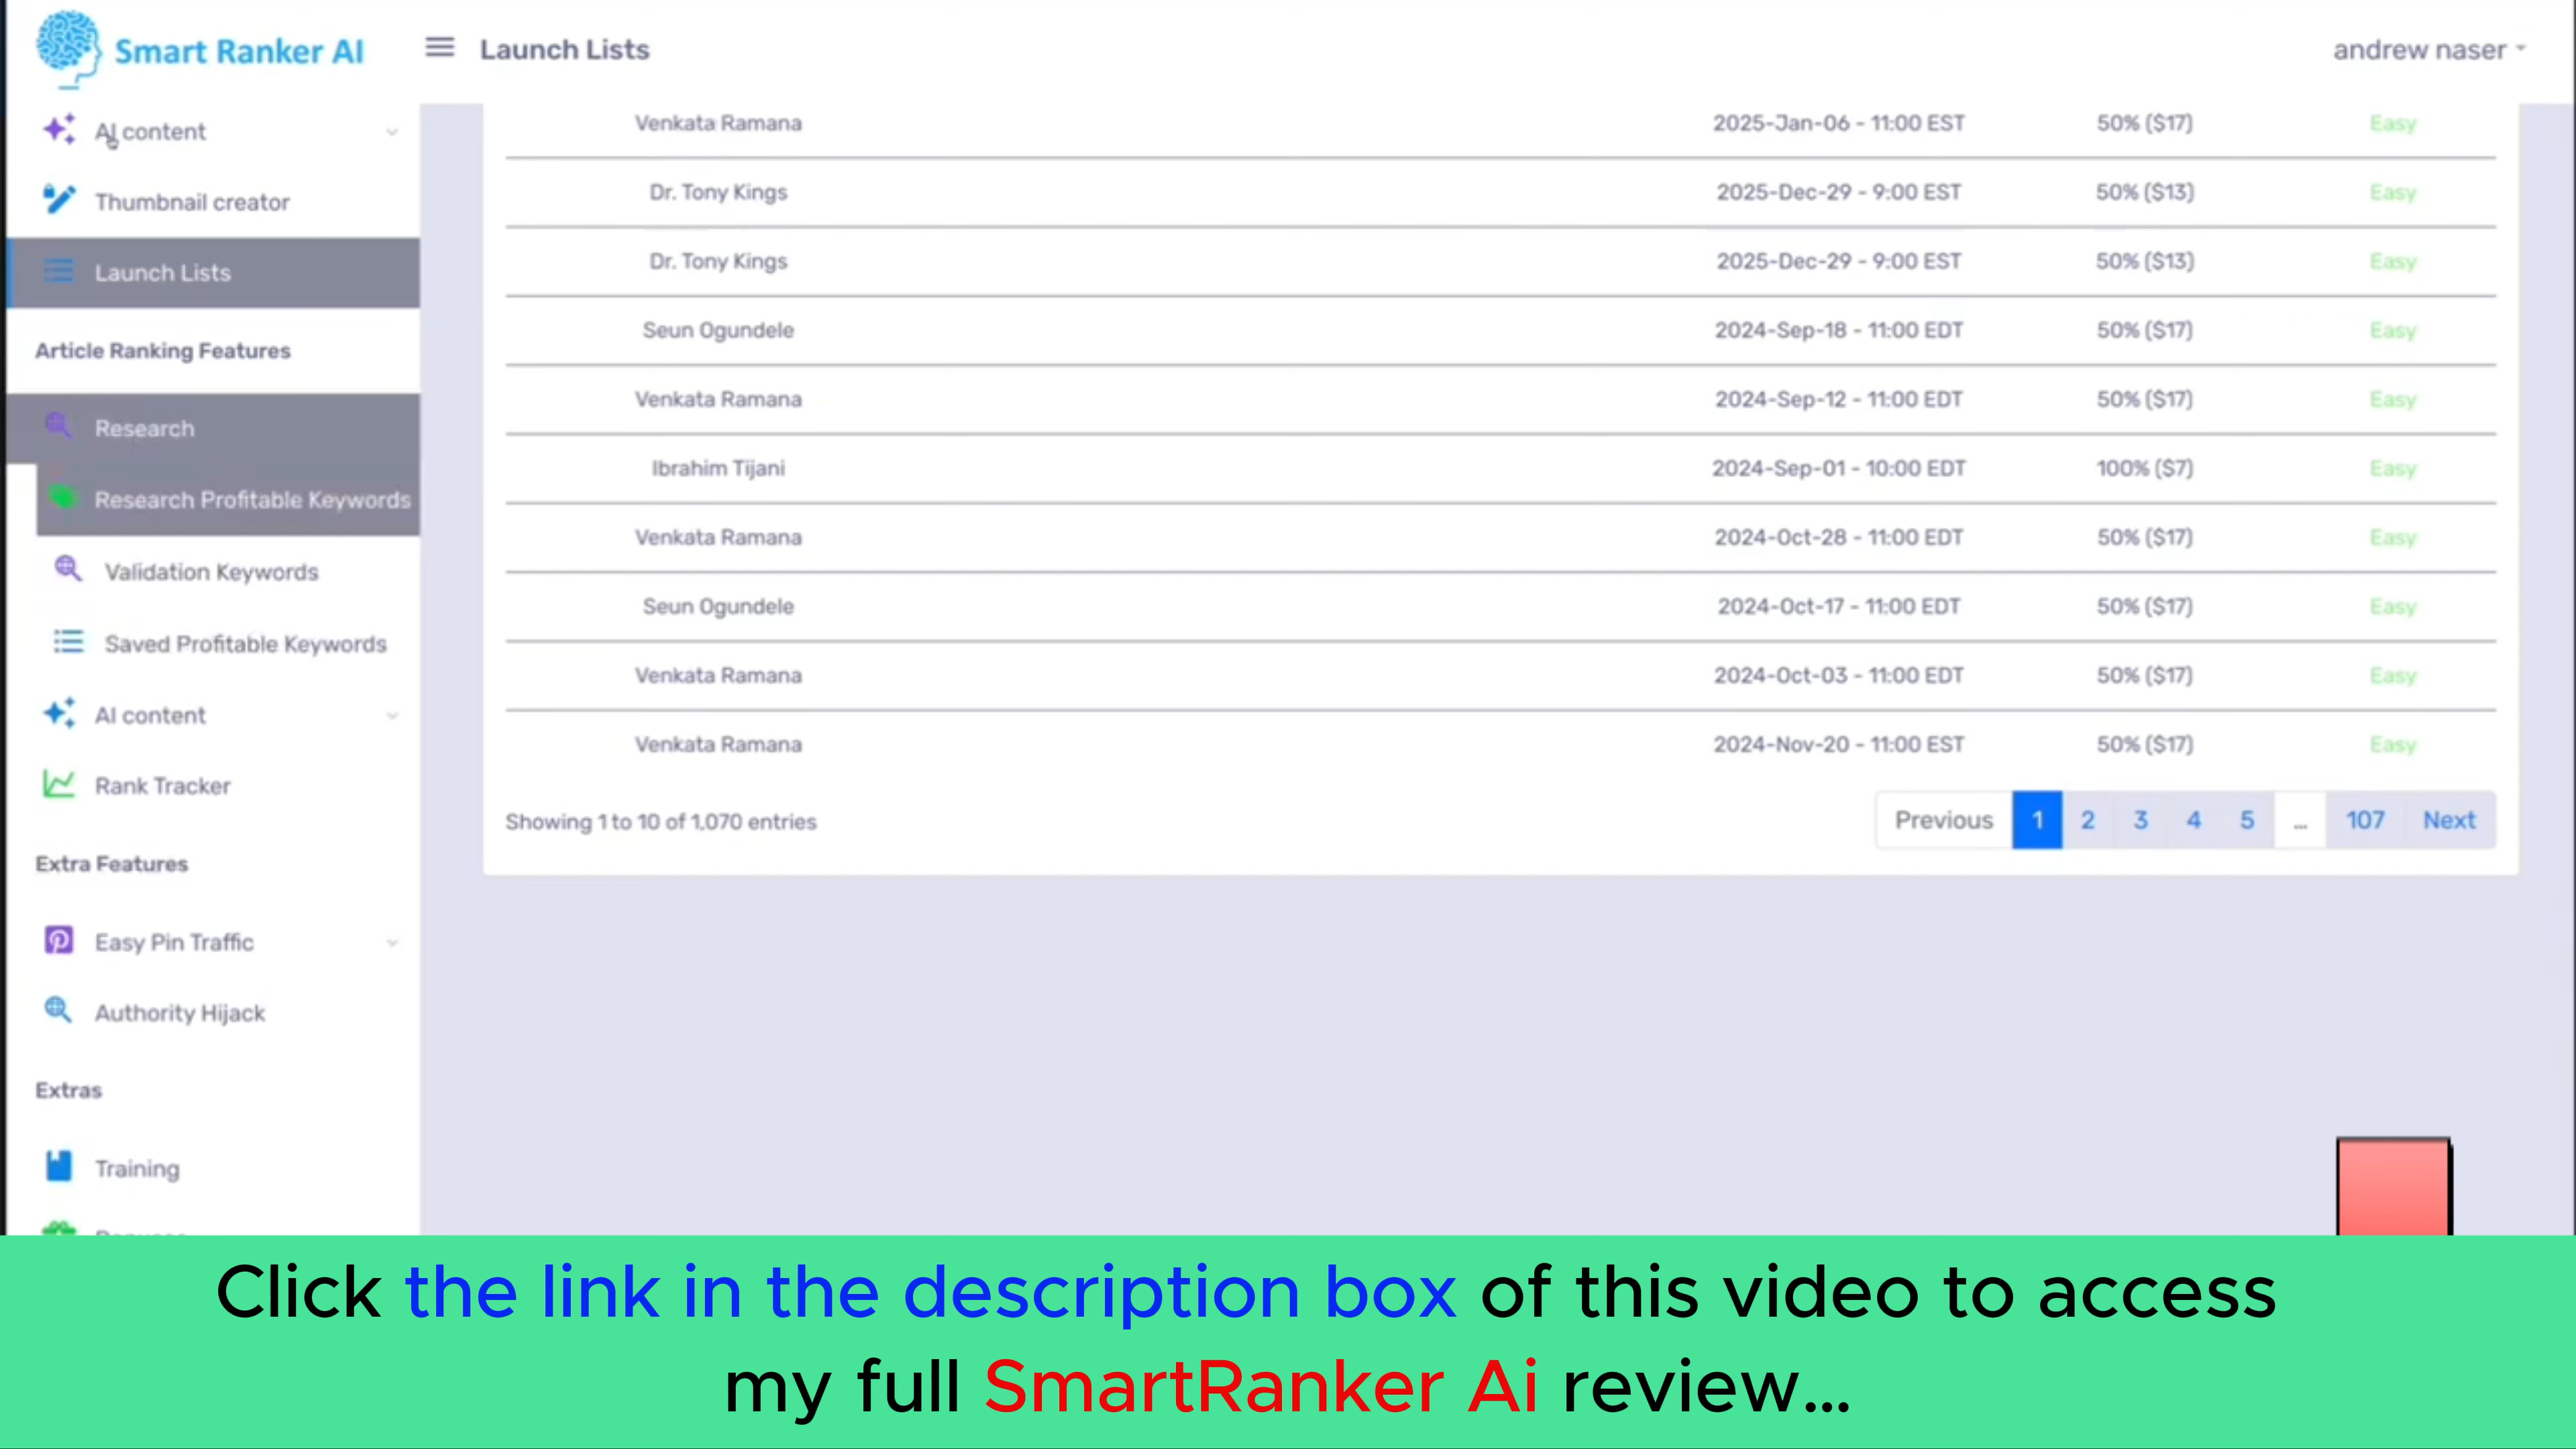 Smart Ranker AI
Launch Lists
andrew naser
AI content
Thumbnail creator
Launch Lists
Article Ranking Features
Research
Research Profitable Keywords
Validation Keywords
Saved Profitable Keywords
AI content
Rank Tracker
Extra Features
Easy Pin Traffic
Authority Hijack
Extras
Training
Venkata Ramana 2025-Jan-06 - 11:00 EST 50% ($17) Easy
Dr. Tony Kings 2025-Dec-29 - 9:00 EST 50% ($13) Easy
Dr. Tony Kings 2025-Dec-29 - 9:00 EST 50% ($13) Easy
Seun Ogundele 2024-Sep-18 - 11:00 EDT 50% ($17) Easy
Venkata Ramana 2024-Sep-12 - 11:00 EDT 50% ($17) Easy
Ibrahim Tijani 2024-Sep-01 - 10:00 EDT 100% ($7) Easy
Venkata Ramana 2024-Oct-28 - 11:00 EDT 50% ($17) Easy
Seun Ogundele 2024-Oct-17 - 11:00 EDT 50% ($17) Easy
Venkata Ramana 2024-Oct-03 - 11:00 EDT 50% ($17) Easy
Venkata Ramana 2024-Nov-20 - 11:00 EST 50% ($17) Easy
Showing 1 to 10 of 1,070 entries
Previous 1 2 3 4 5 ... 107 Next
Click the link in the description box of this video to access
my full SmartRanker Ai review...